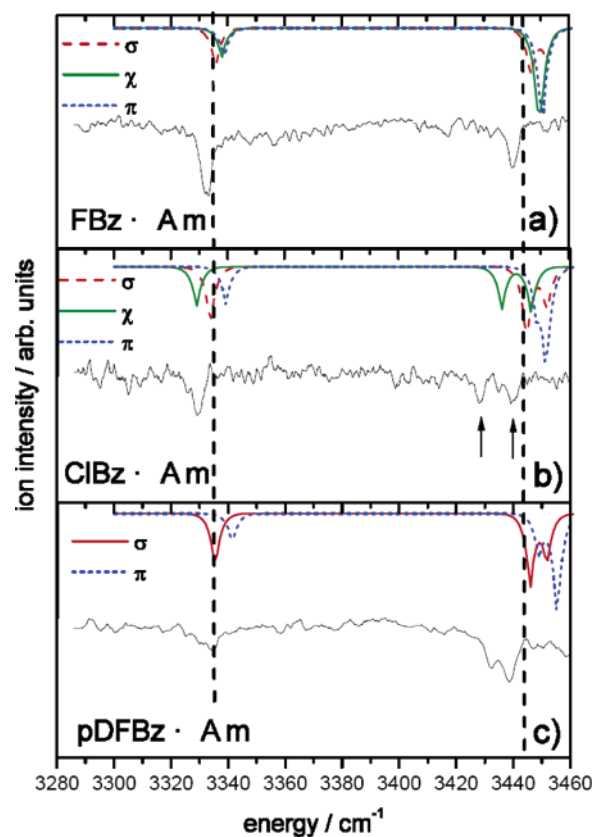 σ
χ
π
FBz · Am
a)
σ
χ
π
ClBz · Am
b)
σ
π
pDFBz · Am
c)
ion intensity / arb. units
3280 3300 3320 3340 3360 3380 3400 3420 3440 3460
energy / cm⁻¹